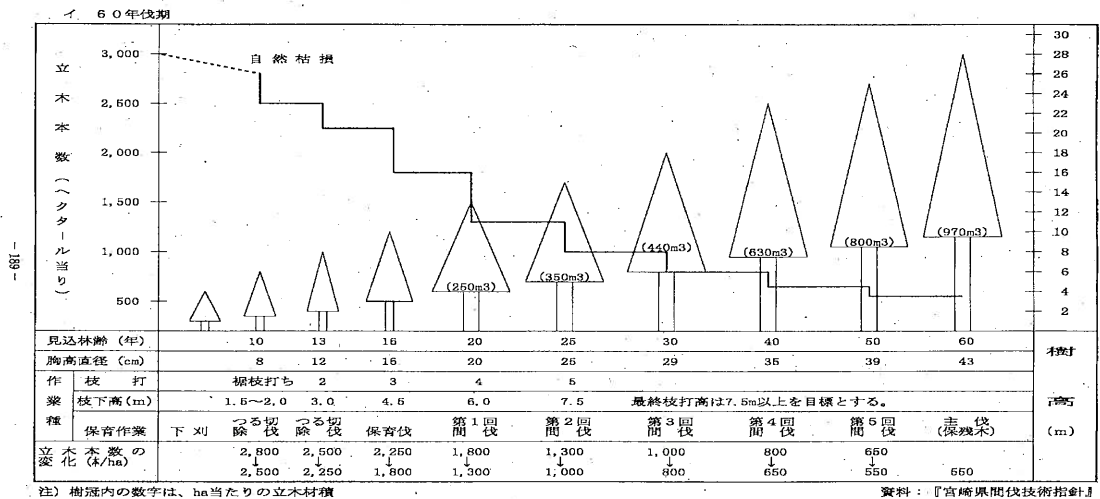 イ 60年伐期
立木本数(ヘクタール当り)
3,000
2,500
2,000
1,500
1,000
500
自然枯損
(250m3)
(350m3)
(440m3)
(630m3)
(800m3)
(970m3)
30
28
26
24
22
20
18
16
14
12
10
8
6
4
2
樹高(m)
見込林齢(年) 10 13 16 20 25 30 40 50 60
胸高直径(cm) 8 12 15 20 25 29 35 39 43
作業種
枝打 裾枝打ち 2 3 4 5
枝下高(m) 1.5~2.0 3.0 4.5 6.0 7.5 最終枝打高は7.5m以上を目標とする。
保育作業 下刈 つる切除伐 つる切除伐 保育伐 第1回間伐 第2回間伐 第3回間伐 第4回間伐 第5回間伐 主伐(保残木)
立木本数の 2,800 2,500 2,250 1,800 1,300 1,000 800 650
↓ ↓ ↓ ↓ ↓ ↓ ↓ ↓
変化(本/ha) 2,500 2,250 1,800 1,300 1,000 800 650 550 550
注)樹冠内の数字は、ha当たりの立木材積
資料:『宮崎県間伐技術指針』
-189-